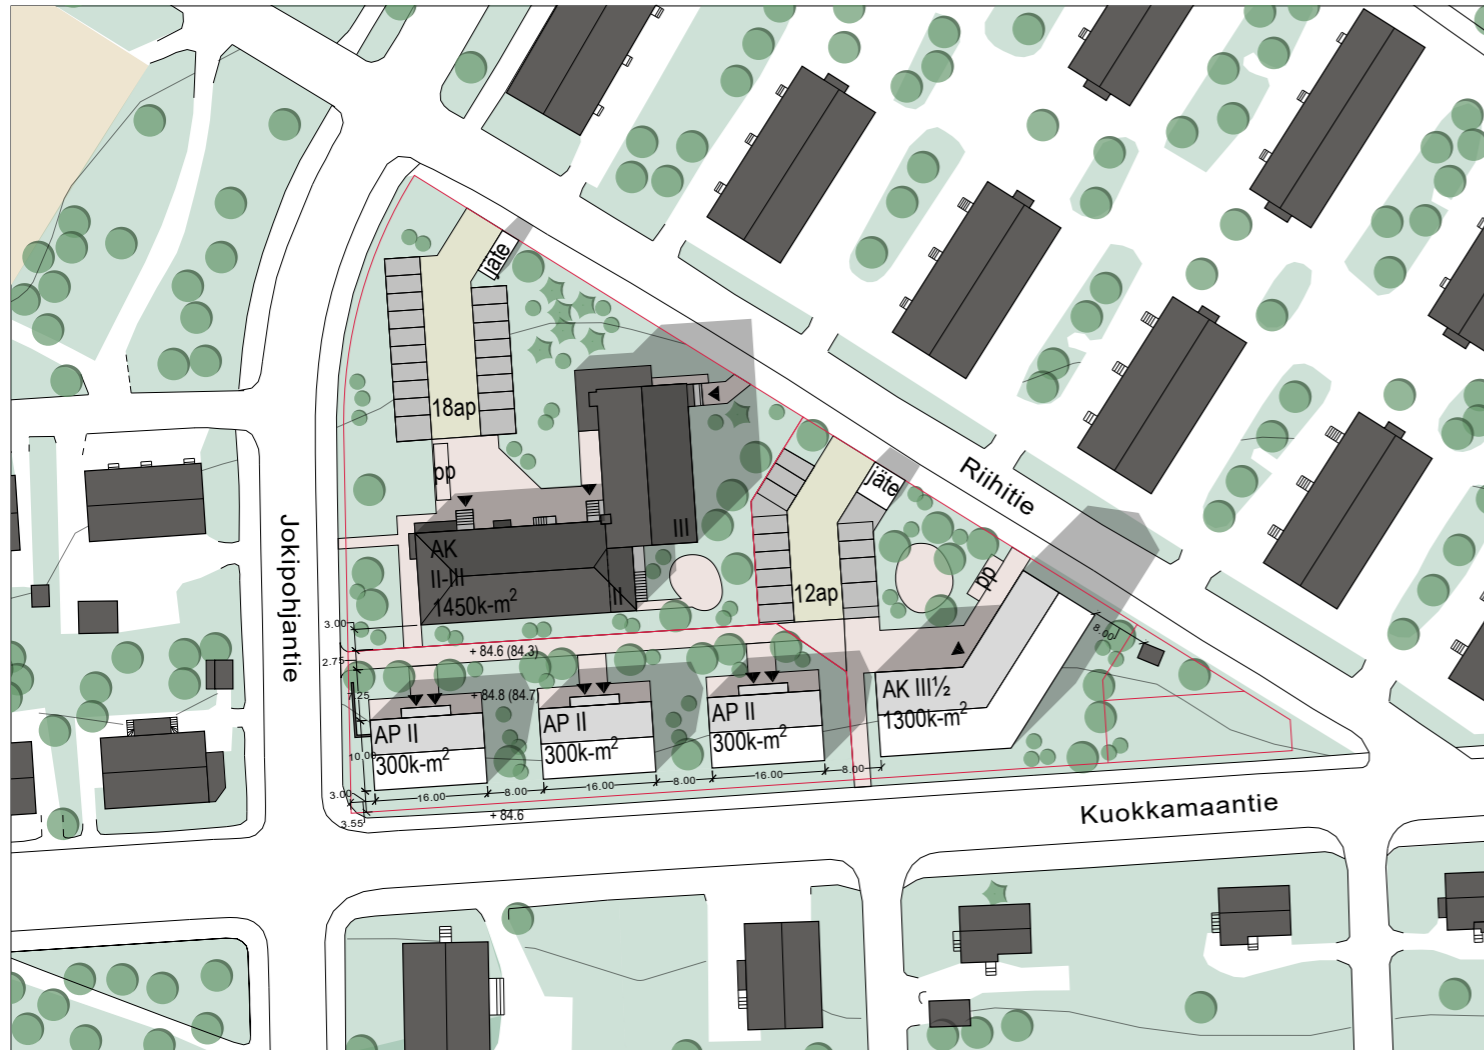 jäte
18ap
pp
Riihitie
jäte
III
AK
II-III
1450k-m²
II
12ap
pp
Jokipohjantie
3.00
2.75
7.25
10.00
3.00
3.55
+ 84.6 (84.3)
+ 84.8 (84.7)
8.00
AP II
300k-m²
AP II
300k-m²
AP II
300k-m²
AK III½
1300k-m²
16.00
8.00
16.00
8.00
16.00
8.00
+ 84.6
Kuokkamaantie